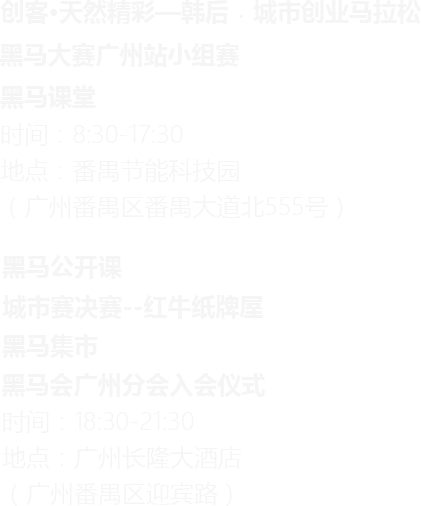 创客·天然精彩—韩后，城市创业马拉松
黑马大赛广州站小组赛
黑马课堂
时间：8:30-17:30
地点：番禺节能科技园
（广州番禺区番禺大道北555号）
黑马公开课
城市赛决赛--红牛纸牌屋
黑马集市
黑马会广州分会入会仪式
时间：18:30-21:30
地点：广州长隆大酒店
（广州番禺区迎宾路）